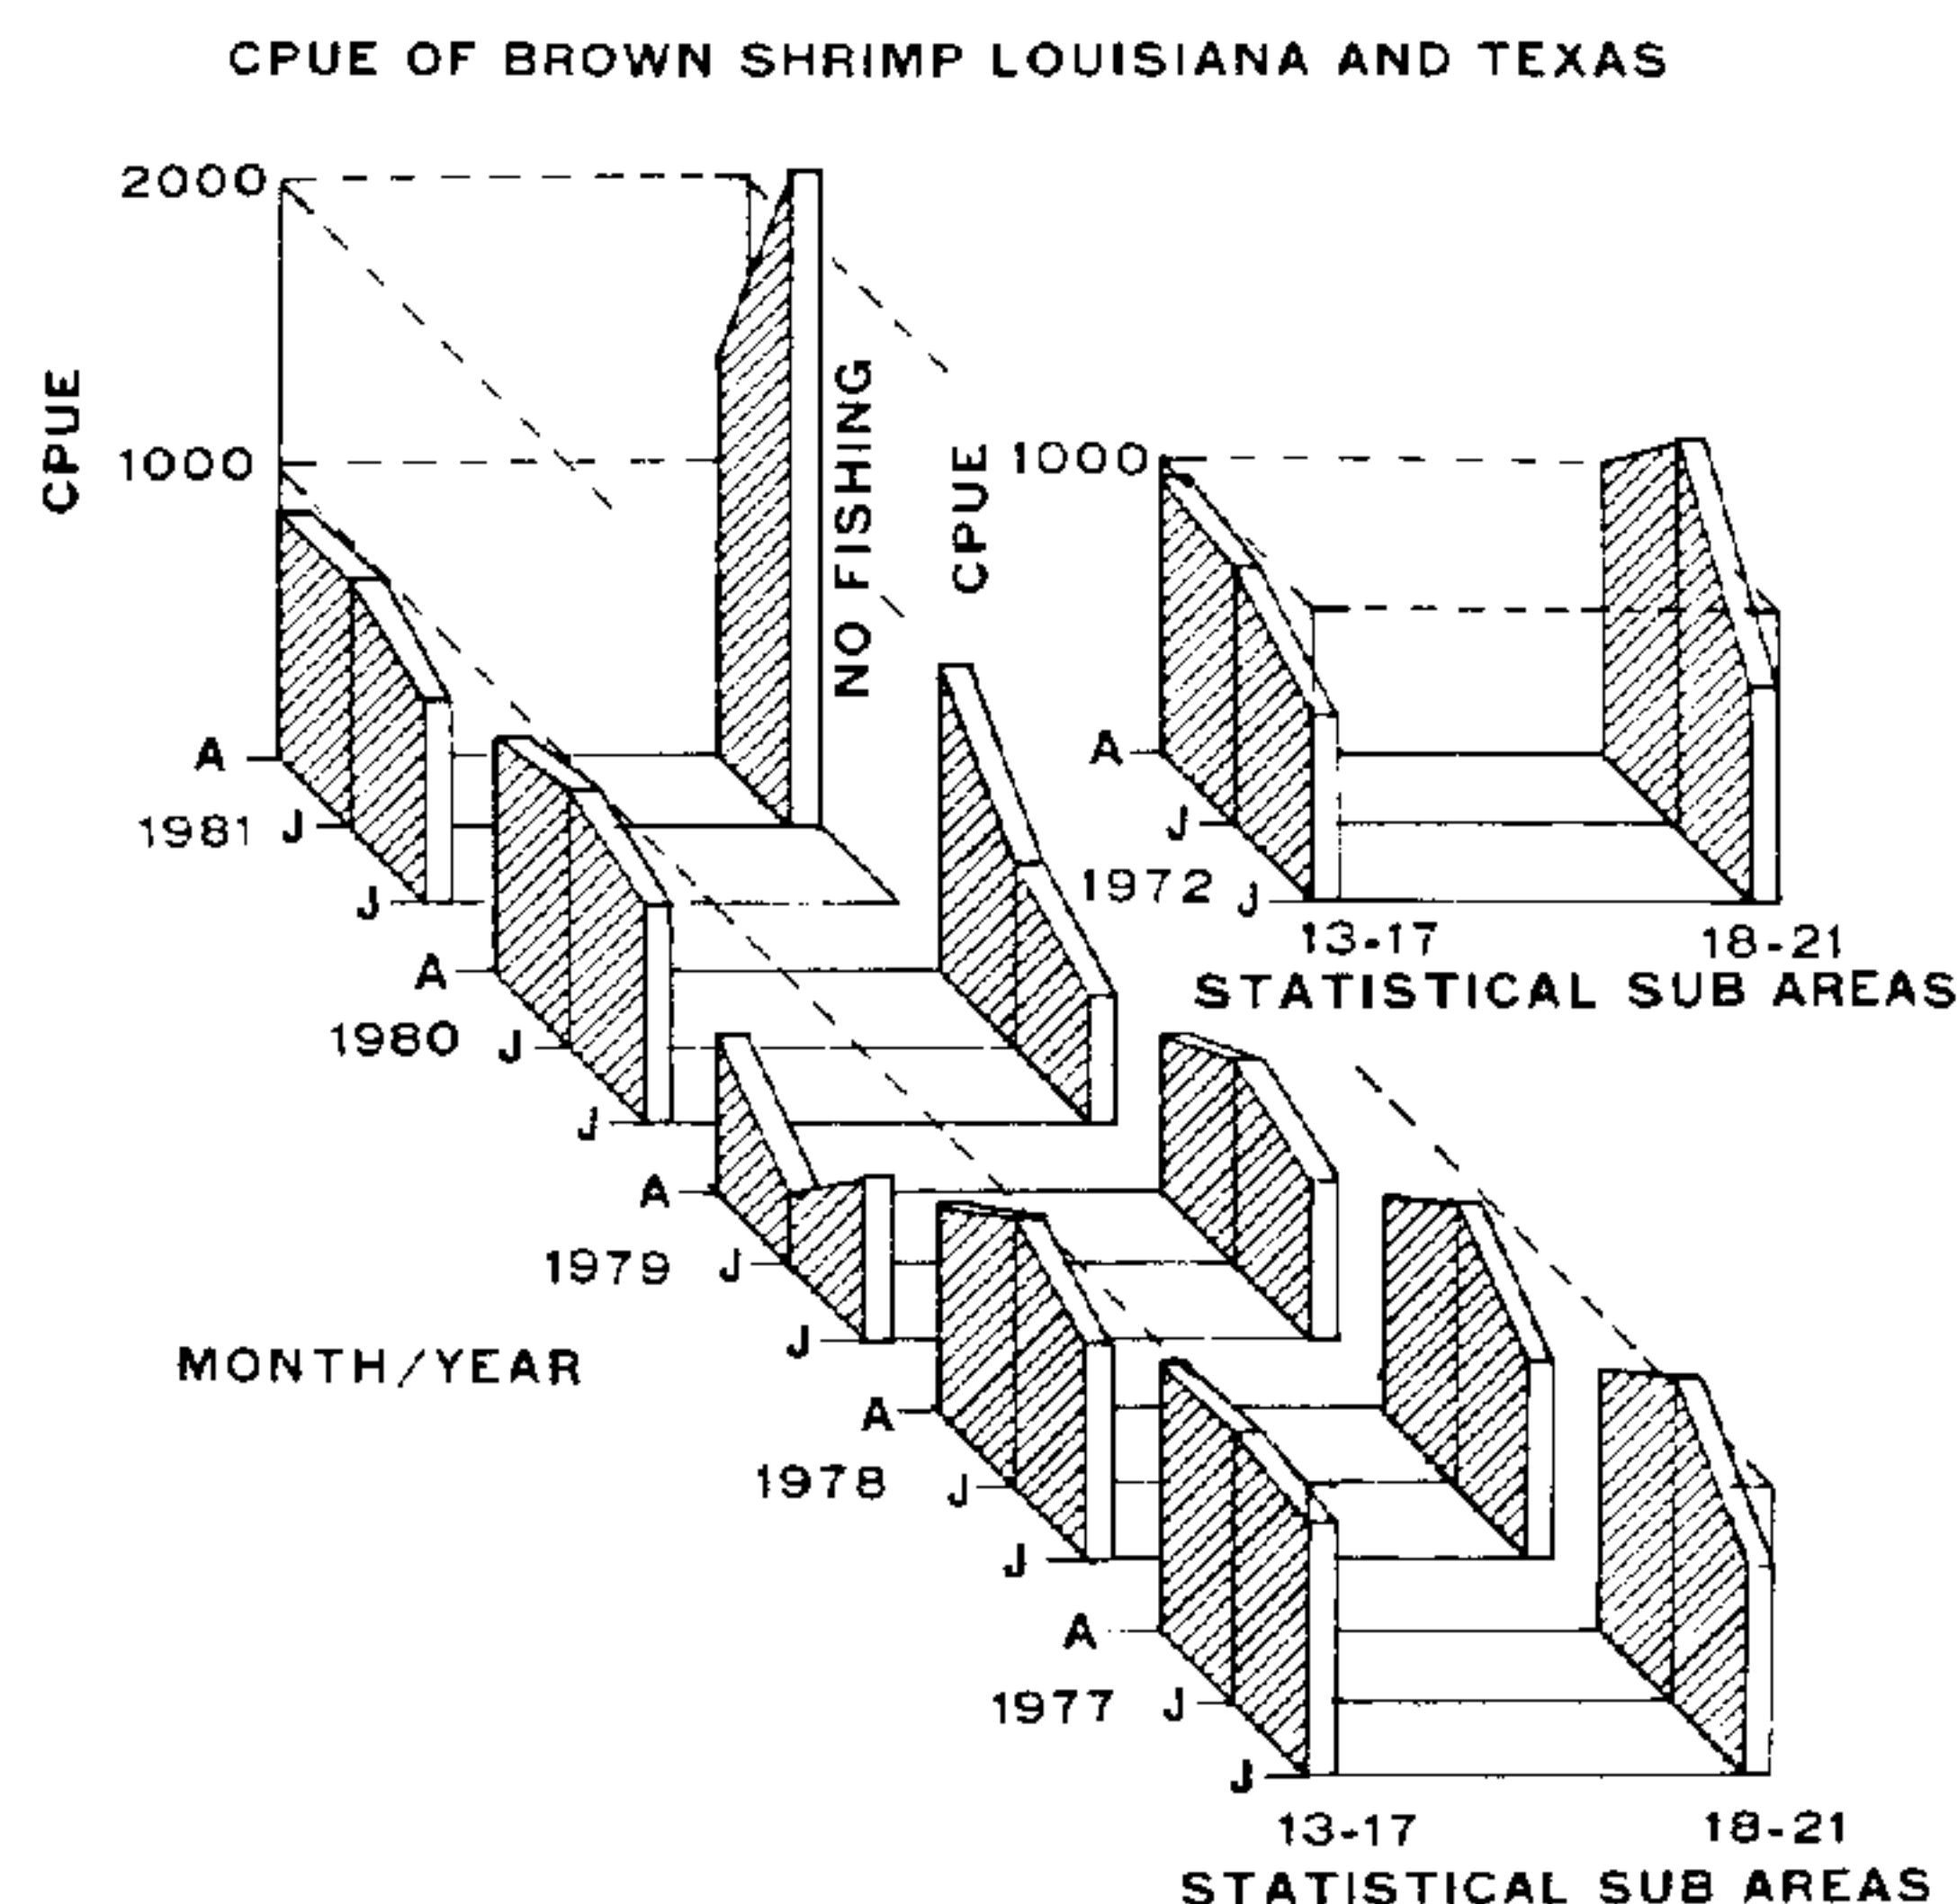 CPUE OF BROWN SHRIMP LOUISIANA AND TEXAS
2000
1000
CPUE
NO FISHING
A
1981 J
J
CPUE
1000
A
J
1972 J
13-17
18-21
STATISTICAL SUB AREAS
A
1980 J
J
A
1979 J
J
MONTH/YEAR
A
1978 J
J
A
1977 J
J
13-17
18-21
STATISTICAL SUB AREAS